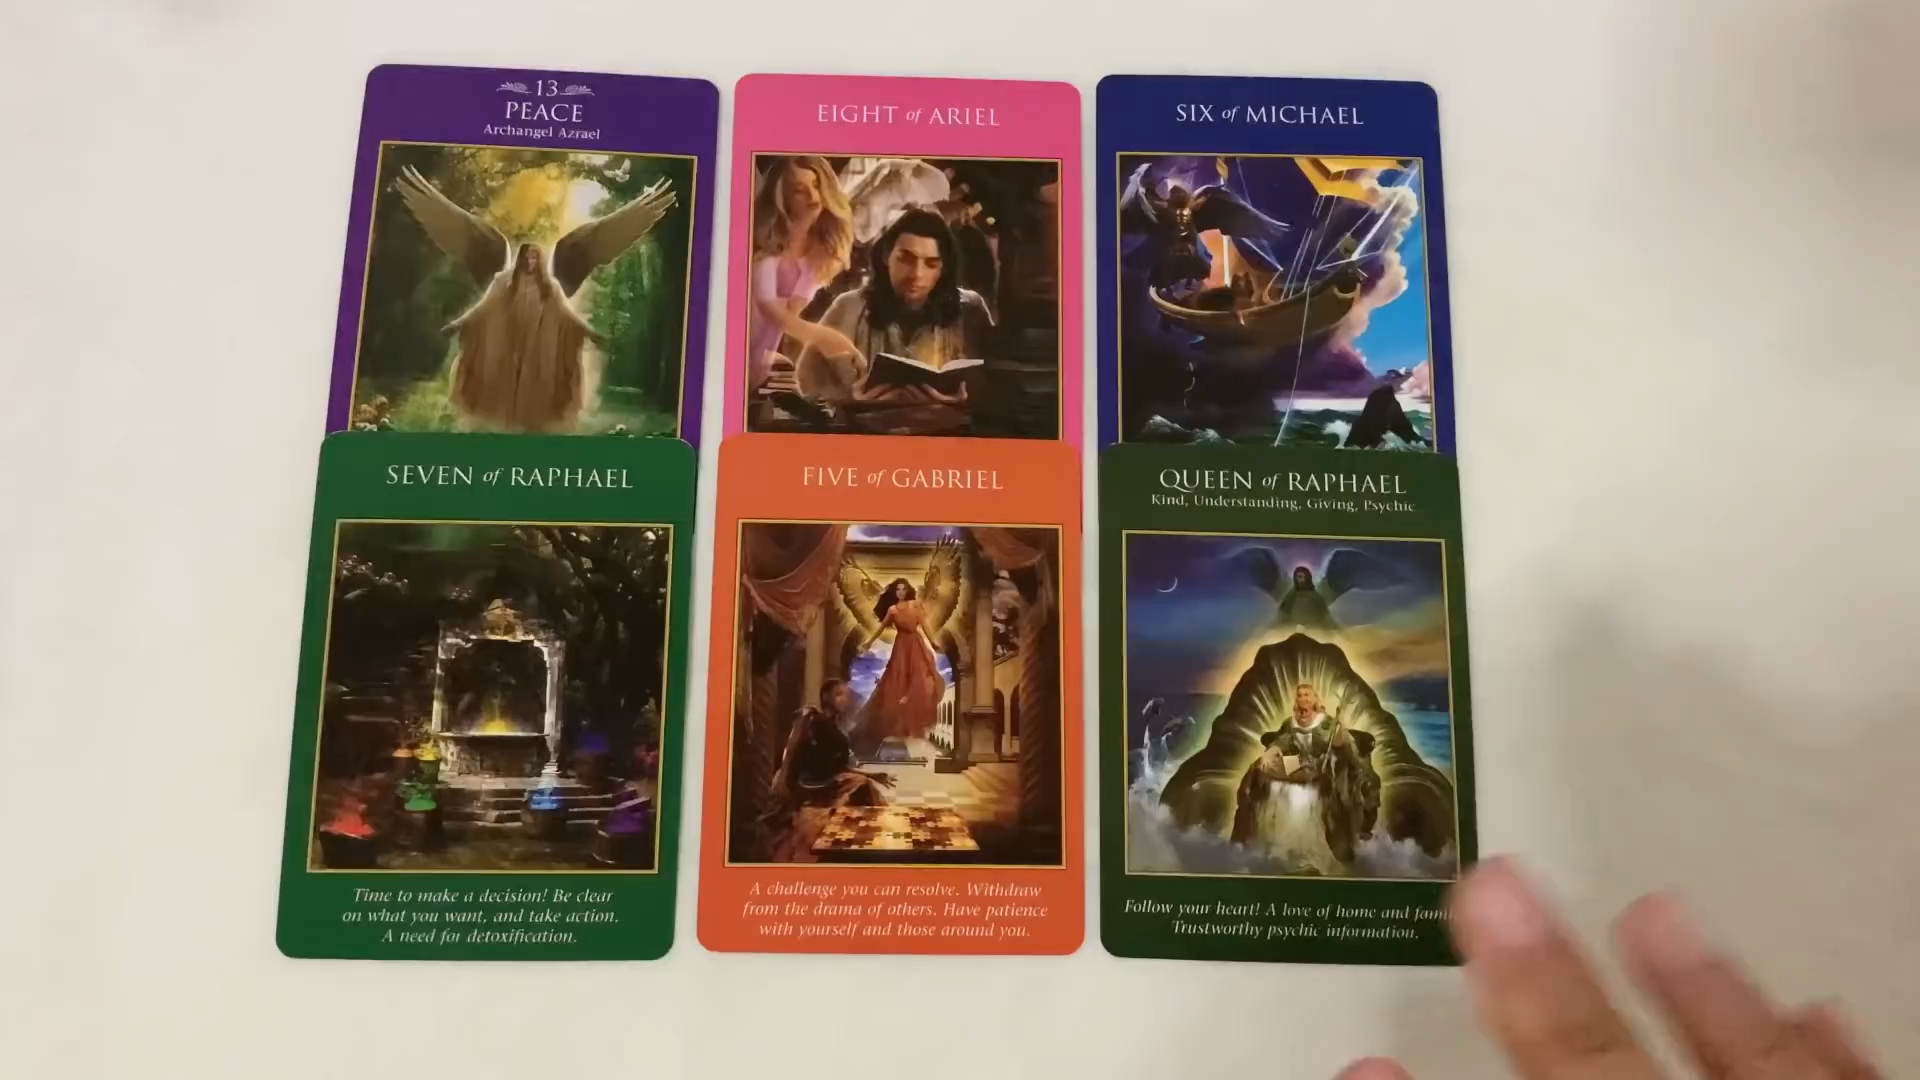 13
PEACE
Archangel Azrael
EIGHT of ARIEL
SIX of MICHAEL
SEVEN of RAPHAEL
Time to make a decision! Be clear
on what you want, and take action.
A need for detoxification.
FIVE of GABRIEL
A challenge you can resolve. Withdraw
from the drama of others. Have patience
with yourself and those around you.
QUEEN of RAPHAEL
Kind, Understanding, Giving, Psychic
Follow your heart! A love of home and
Trustworthy psychic information.